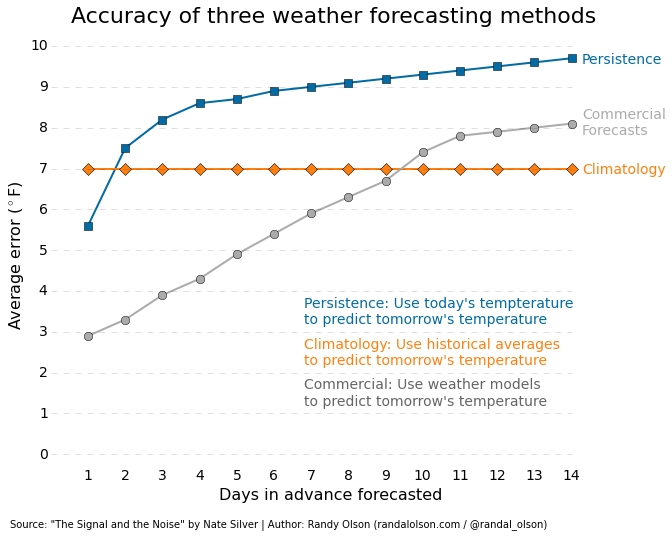 Accuracy of three weather forecasting methods
10
9
8
7
6
5
4
3
2
1
0
Average error (°F)
Persistence
Commercial
Forecasts
Climatology
Persistence: Use today's tempterature
to predict tomorrow's temperature
Climatology: Use historical averages
to predict tomorrow's temperature
Commercial: Use weather models
to predict tomorrow's temperature
1 2 3 4 5 6 7 8 9 10 11 12 13 14
Days in advance forecasted
Source: "The Signal and the Noise" by Nate Silver | Author: Randy Olson (randalolson.com / @randal_olson)